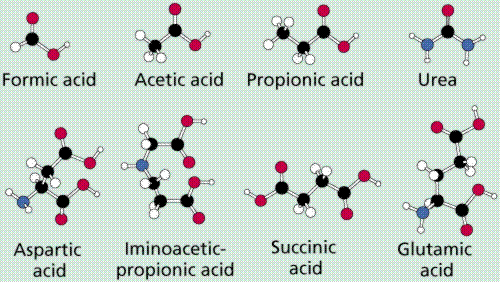 Formic acid
Acetic acid
Propionic acid
Urea
Aspartic
acid
Iminoacetic-
propionic acid
Succinic
acid
Glutamic
acid